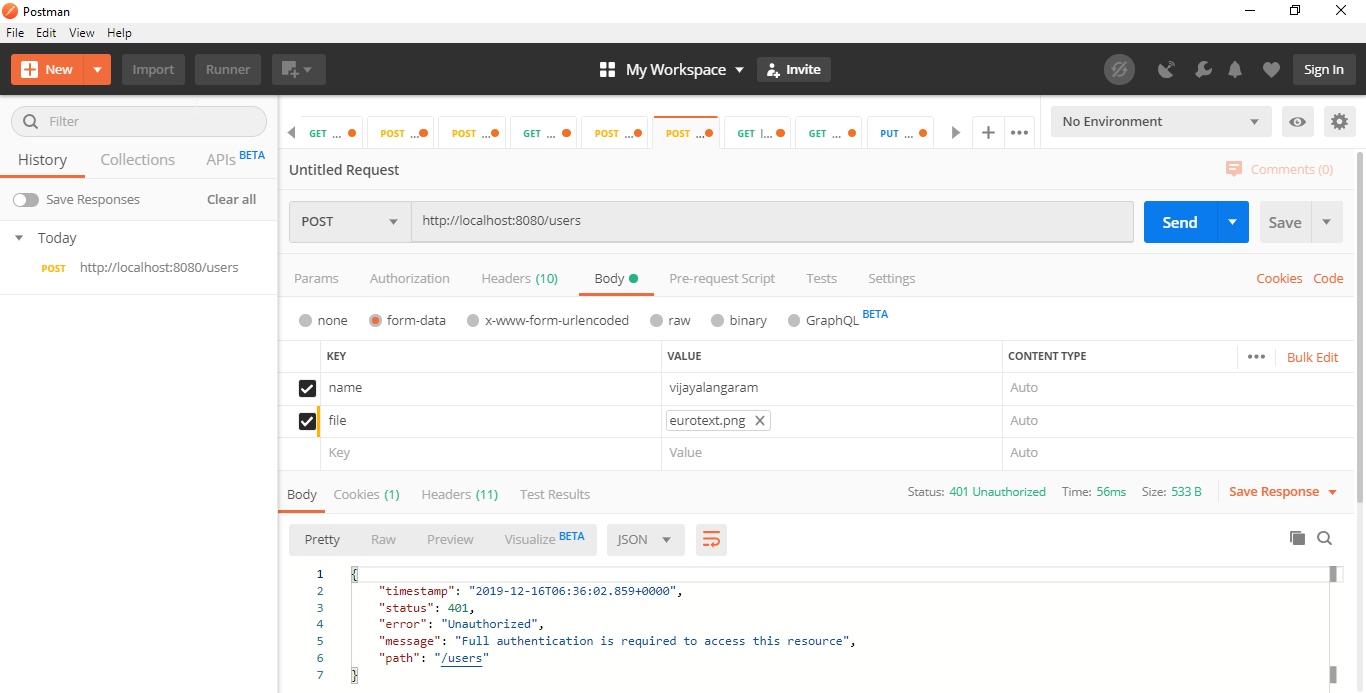 Postman
File Edit View Help
New Import Runner My Workspace Invite Sign In
Filter
History Collections APIs BETA
Save Responses Clear all
Today
POST http://localhost:8080/users
GET ... POST ... POST ... GET ... POST ... POST ... GET I... GET ... PUT ... + •••
No Environment
Untitled Request Comments (0)
POST http://localhost:8080/users Send Save
Params Authorization Headers (10) Body Pre-request Script Tests Settings Cookies Code
none form-data x-www-form-urlencoded raw binary GraphQL BETA
KEY VALUE CONTENT TYPE ••• Bulk Edit
name vijayalangaram Auto
file eurotext.png X Auto
Key Value Auto
Body Cookies (1) Headers (11) Test Results Status: 401 Unauthorized Time: 56ms Size: 533 B Save Response
Pretty Raw Preview Visualize BETA JSON
1 {
2 "timestamp": "2019-12-16T06:36:02.859+0000",
3 "status": 401,
4 "error": "Unauthorized",
5 "message": "Full authentication is required to access this resource",
6 "path": "/users"
7 }